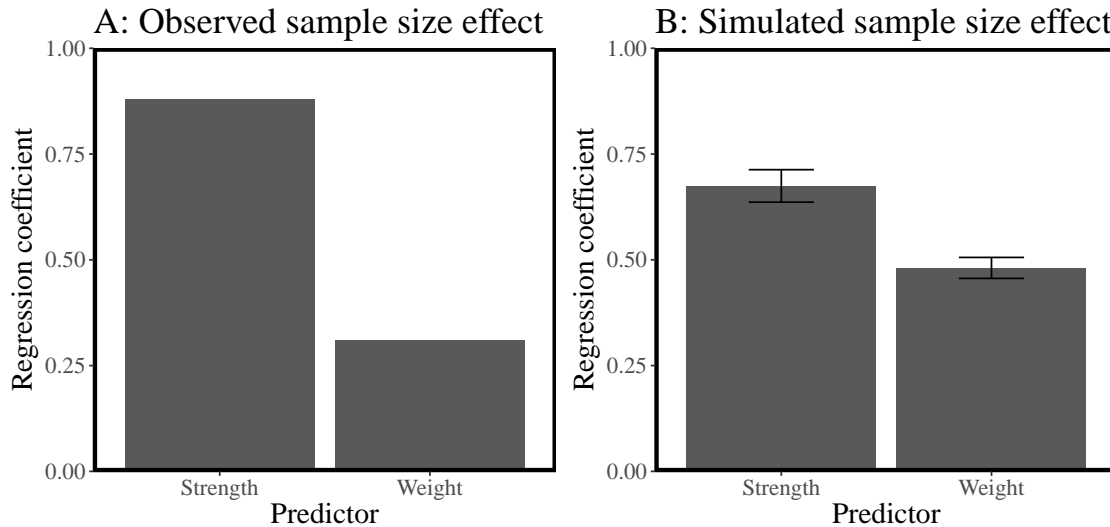 A: Observed sample size effect
1.00
0.75
0.50
0.25
0.00
Regression coefficient
Strength
Weight
Predictor
B: Simulated sample size effect
1.00
0.75
0.50
0.25
0.00
Regression coefficient
Strength
Weight
Predictor